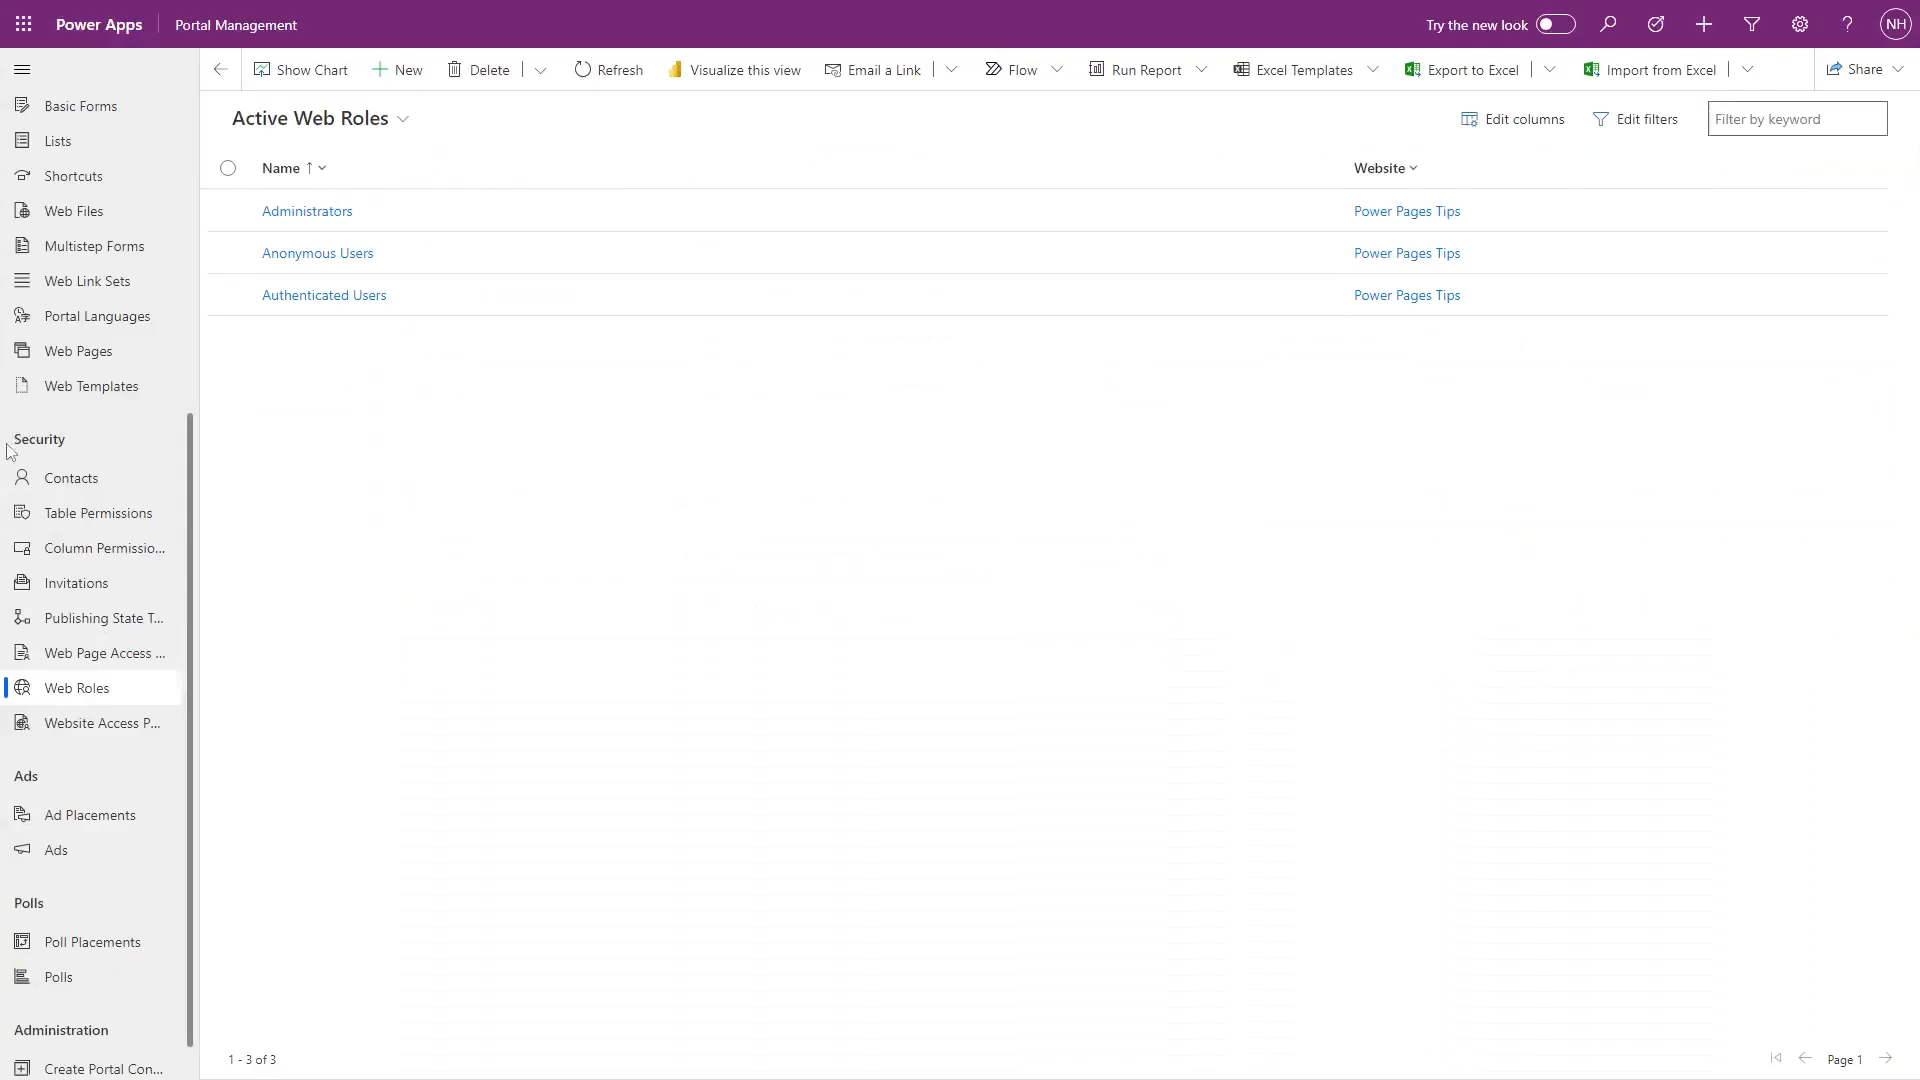 Power Apps Portal Management Try the new look NH
Show Chart New Delete Refresh Visualize this view Email a Link Flow Run Report Excel Templates Export to Excel Import from Excel Share
Basic Forms
Lists
Shortcuts
Web Files
Multistep Forms
Web Link Sets
Portal Languages
Web Pages
Web Templates
Security
Contacts
Table Permissions
Column Permissio...
Invitations
Publishing State T...
Web Page Access ...
Web Roles
Website Access P...
Ads
Ad Placements
Ads
Polls
Poll Placements
Polls
Administration
Create Portal Con...
Active Web Roles Edit columns Edit filters Filter by keyword
Name Website
Administrators Power Pages Tips
Anonymous Users Power Pages Tips
Authenticated Users Power Pages Tips
1 - 3 of 3 Page 1